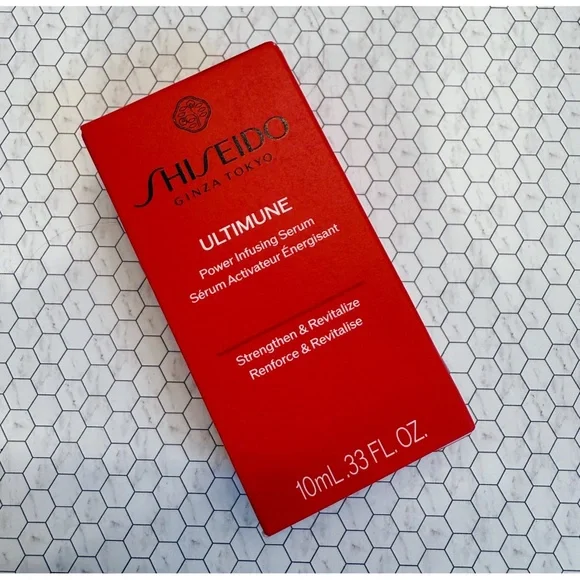 SHISEIDO
GINZA TOKYO
ULTIMUNE
Power Infusing Serum
Sérum Activateur Énergisant
Strengthen & Revitalize
Renforce & Revitalise
10mL .33 FL. OZ.